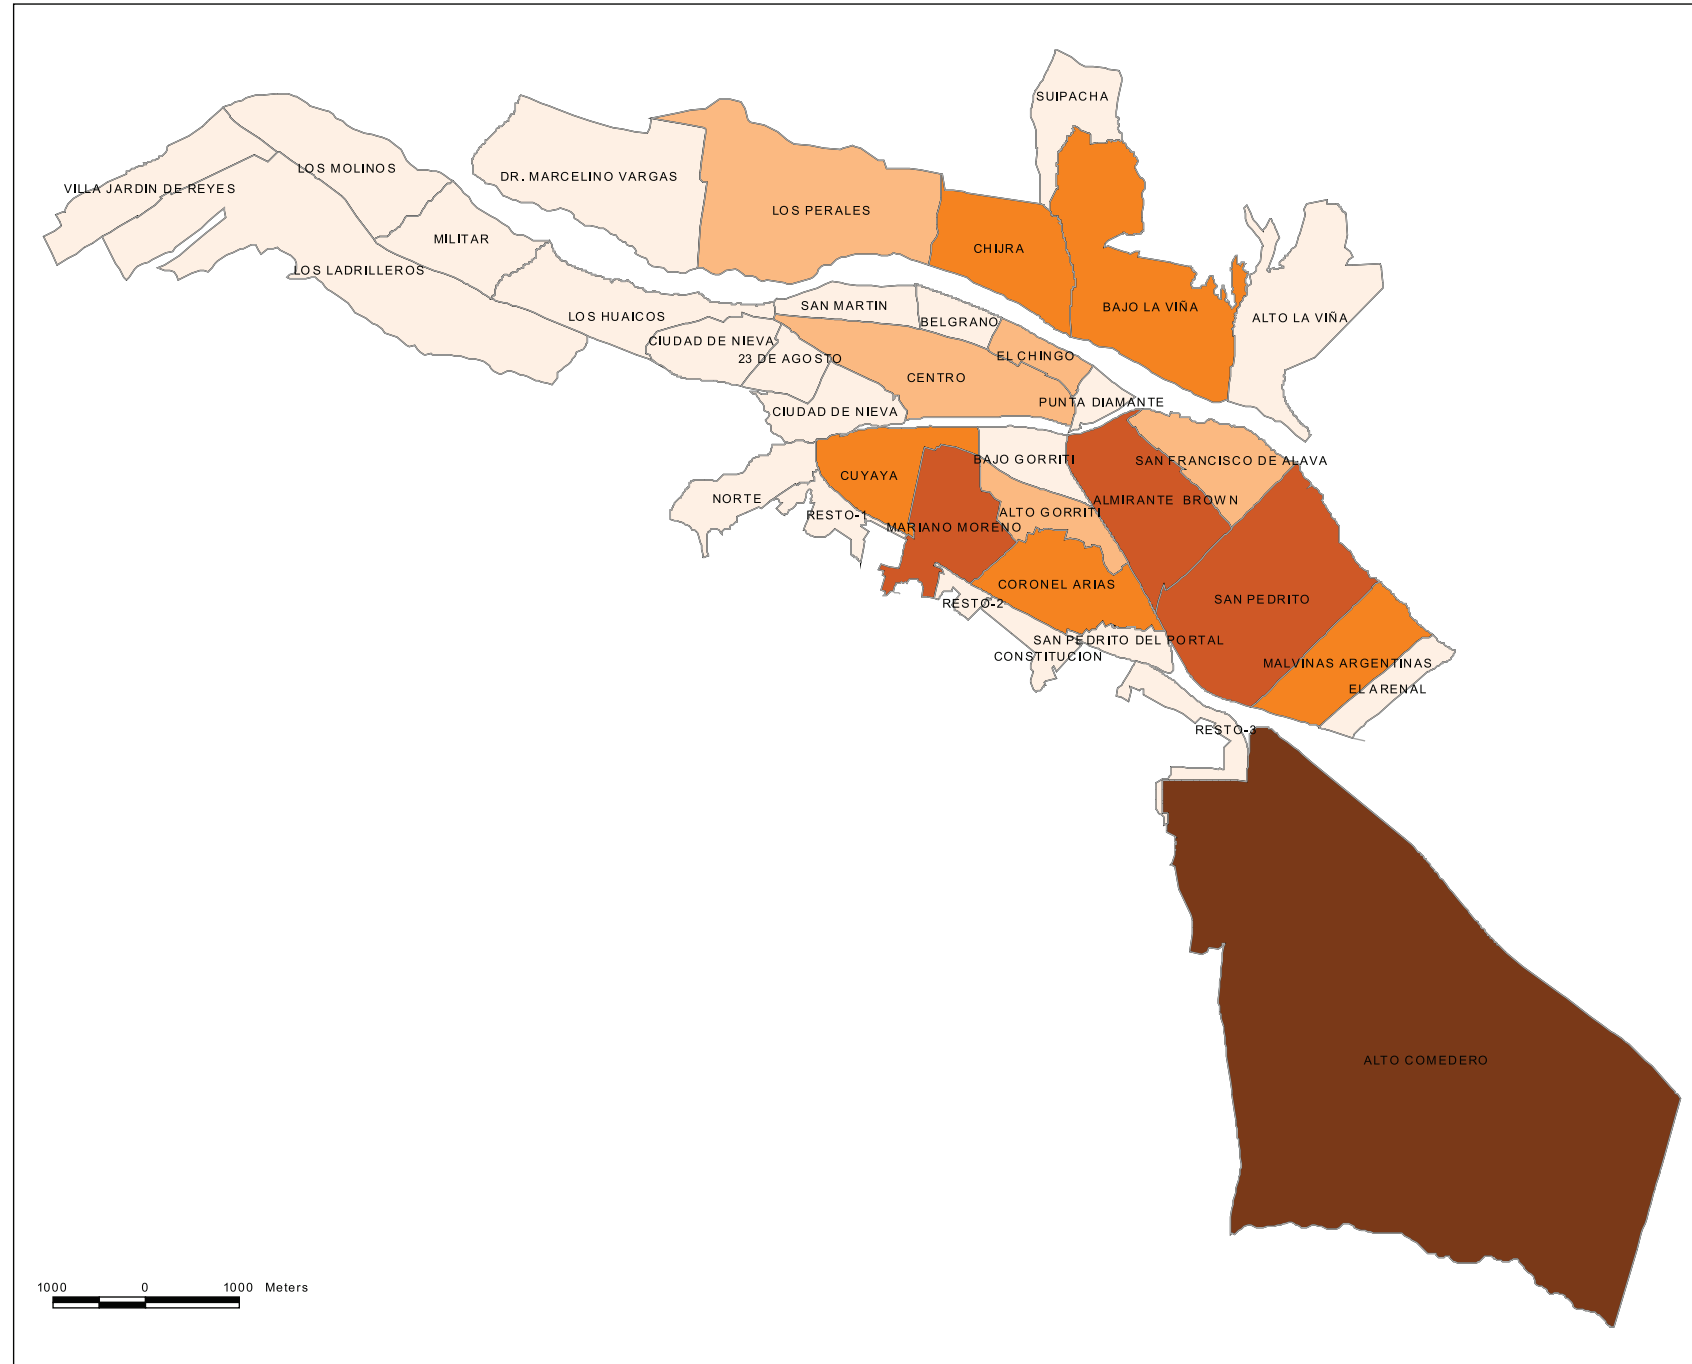 SUIPACHA
LOS MOLINOS
DR. MARCELINO VARGAS
VILLA JARDIN DE REYES
LOS PERALES
MILITAR
CHIJRA
LOS LADRILLEROS
SAN MARTIN
BAJO LA VIÑA
LOS HUAICOS
BELGRANO
ALTO LA VIÑA
CIUDAD DE NIEVA
23 DE AGOSTO
EL CHINGO
CENTRO
PUNTA DIAMANTE
CIUDAD DE NIEVA
BAJO GORRITI
SAN FRANCISCO DE ALAVA
CUYAYA
NORTE
ALMIRANTE BROWN
RESTO-1
ALTO GORRITI
MARIANO MORENO
CORONEL ARIAS
SAN PEDRITO
RESTO-2
SAN PEDRITO DEL PORTAL
CONSTITUCION
MALVINAS ARGENTINAS
EL ARENAL
RESTO-3
ALTO COMEDERO
1000 0 1000 Meters